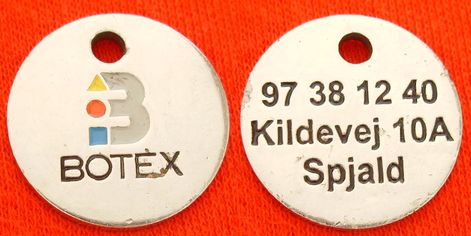 B
BOTEX
97 38 12 40
Kildevej 10A
Spjald